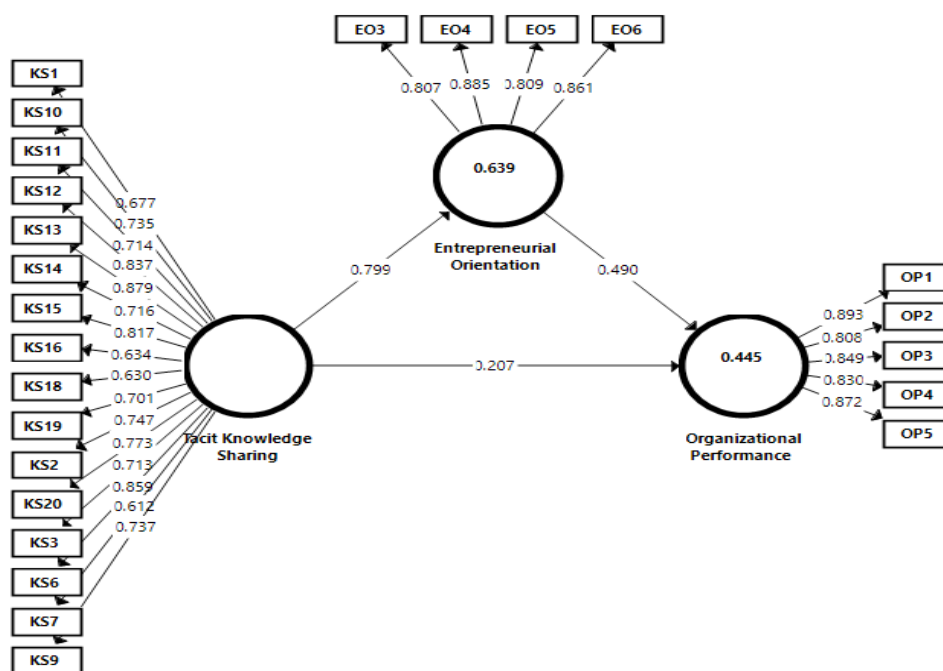 EO3 EO4 EO5 EO6
0.807 0.885 0.809 0.861
KS1
KS10
KS11
KS12
KS13
KS14
KS15
KS16
KS18
KS19
KS2
KS20
KS3
KS6
KS7
KS9
0.677
0.735
0.714
0.837
0.879
0.716
0.817
0.634
0.630
0.701
0.747
0.773
0.713
0.859
0.612
0.737
0.639
Entrepreneurial
Orientation
0.799
0.490
0.207
Tacit Knowledge
Sharing
0.445
Organizational
Performance
0.893
0.808
0.849
0.830
0.872
OP1
OP2
OP3
OP4
OP5